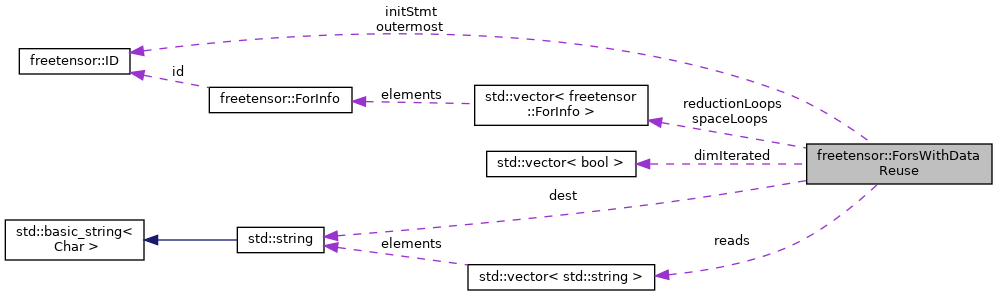 initStmt
outermost
freetensor::ID
id
freetensor::ForInfo
elements
std::vector< freetensor
::ForInfo >
reductionLoops
spaceLoops
std::vector< bool >
dimIterated
freetensor::ForsWithData
Reuse
dest
std::basic_string<
Char >
std::string
elements
reads
std::vector< std::string >